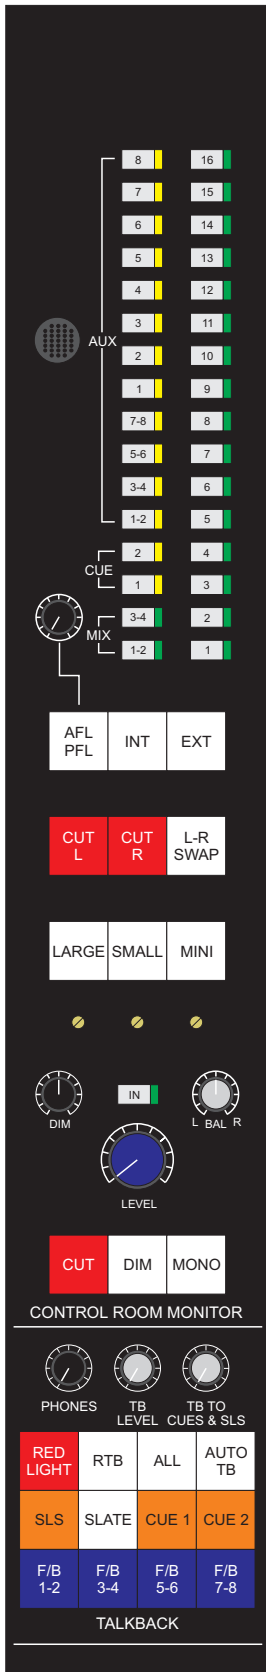 8 16
7 15
6 14
5 13
4 12
3 11
AUX
2 10
1 9
7-8 8
5-6 7
3-4 6
1-2 5
2 4
CUE
1 3
3-4 2
MIX
1-2 1
AFL PFL INT EXT
CUT L CUT R L-R SWAP
LARGE SMALL MINI
IN
DIM L BAL R
LEVEL
CUT DIM MONO
CONTROL ROOM MONITOR
PHONES TB LEVEL TB TO CUES & SLS
RED LIGHT RTB ALL AUTO TB
SLS SLATE CUE 1 CUE 2
F/B 1-2 F/B 3-4 F/B 5-6 F/B 7-8
TALKBACK